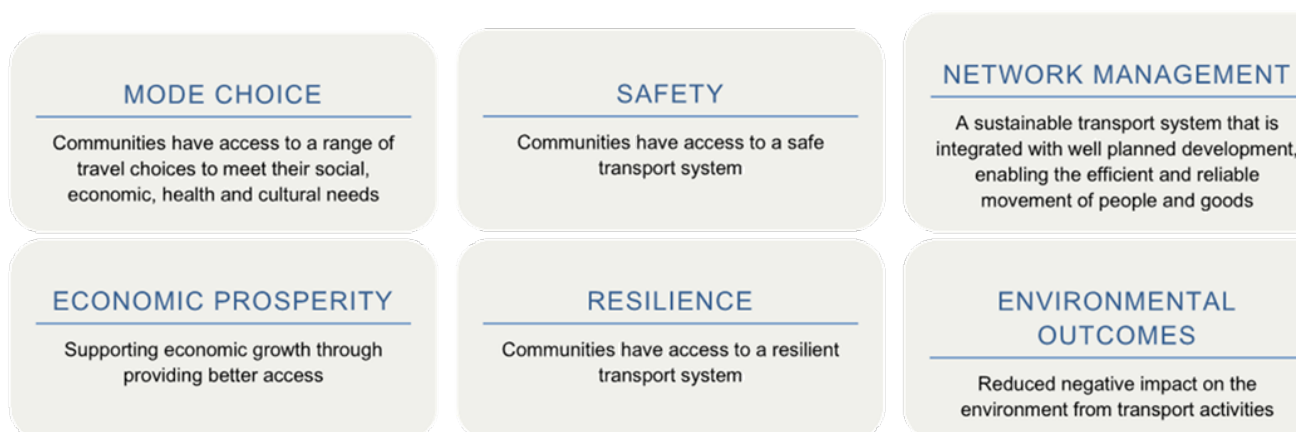 MODE CHOICE
Communities have access to a range of
travel choices to meet their social,
economic, health and cultural needs
SAFETY
Communities have access to a safe
transport system
NETWORK MANAGEMENT
A sustainable transport system that is
integrated with well planned development,
enabling the efficient and reliable
movement of people and goods
ECONOMIC PROSPERITY
Supporting economic growth through
providing better access
RESILIENCE
Communities have access to a resilient
transport system
ENVIRONMENTAL
OUTCOMES
Reduced negative impact on the
environment from transport activities